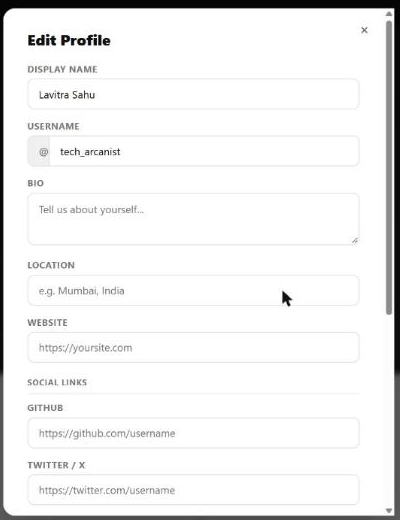 Edit Profile
×
DISPLAY NAME
Lavitra Sahu
USERNAME
@ tech_arcanist
BIO
Tell us about yourself...
LOCATION
e.g. Mumbai, India
WEBSITE
https://yoursite.com
SOCIAL LINKS
GITHUB
https://github.com/username
TWITTER / X
https://twitter.com/username